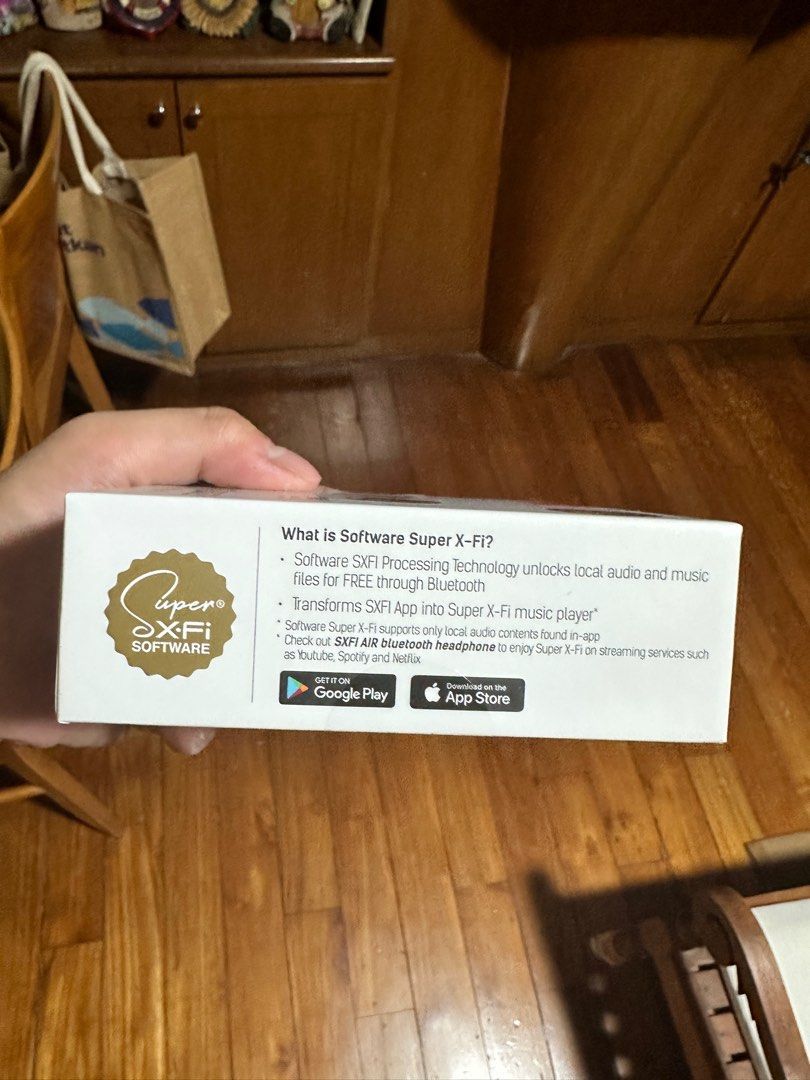 What is Software Super X-Fi?
• Software SXFI Processing Technology unlocks local audio and music
files for FREE through Bluetooth
• Transforms SXFI App into Super X-Fi music player*
* Software Super X-Fi supports only local audio contents found in-app
* Check out SXFI AIR bluetooth headphone to enjoy Super X-Fi on streaming services such
as Youtube, Spotify and Netflix
Super®
X-Fi
SOFTWARE
GET IT ON
Google Play
Download on the
App Store